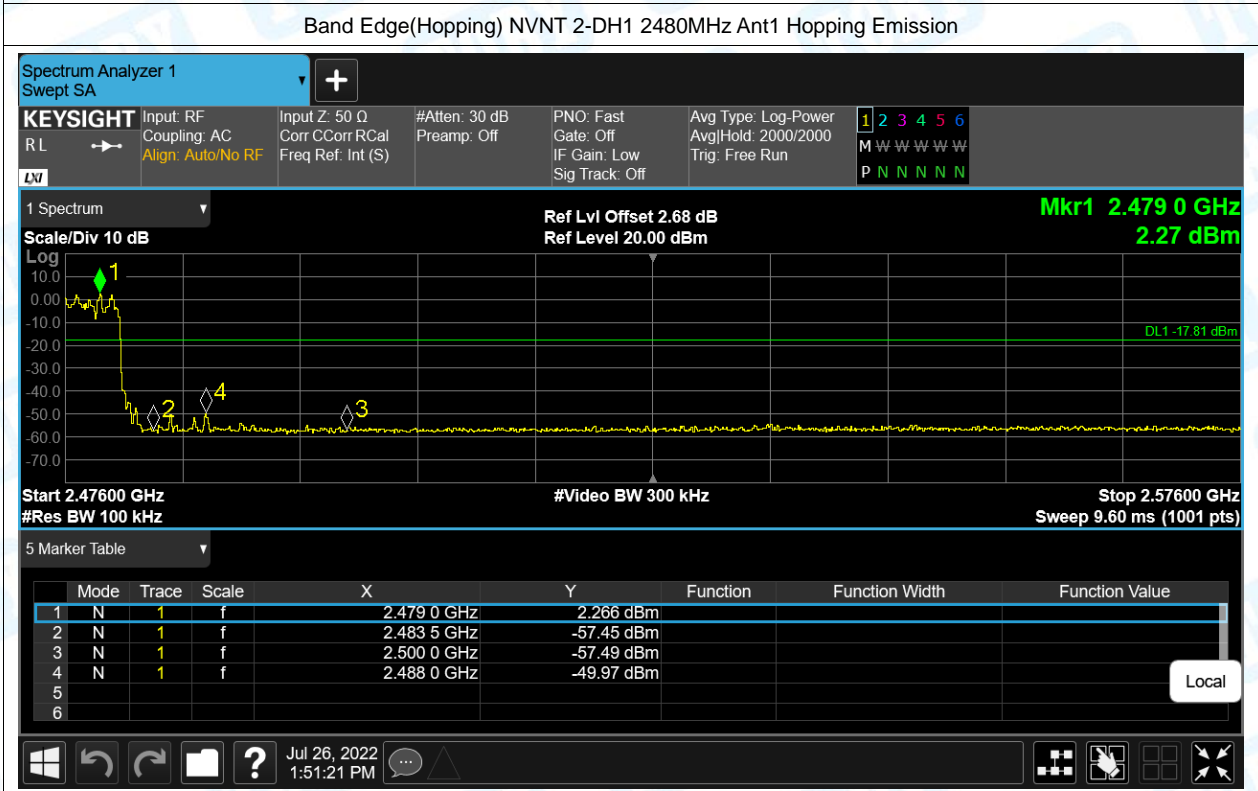 Band Edge(Hopping) NVNT 2-DH1 2480MHz Ant1 Hopping Emission
Spectrum Analyzer 1
Swept SA
KEYSIGHT
R L
LXI
Input: RF
Coupling: AC
Align: Auto/No RF
Input Z: 50 Ω
Corr CCorr RCal
Freq Ref: Int (S)
#Atten: 30 dB
Preamp: Off
PNO: Fast
Gate: Off
IF Gain: Low
Sig Track: Off
Avg Type: Log-Power
Avg|Hold: 2000/2000
Trig: Free Run
1 2 3 4 5 6
M W W W W W
P N N N N N
1 Spectrum
Scale/Div 10 dB
Ref Lvl Offset 2.68 dB
Ref Level 20.00 dBm
Mkr1 2.479 0 GHz
2.27 dBm
Log
10.0
0.00
-10.0
-20.0
-30.0
-40.0
-50.0
-60.0
-70.0
1
2
4
3
DL1 -17.81 dBm
Start 2.47600 GHz
#Video BW 300 kHz
Stop 2.57600 GHz
#Res BW 100 kHz
Sweep 9.60 ms (1001 pts)
5 Marker Table
Mode Trace Scale X Y Function Function Width Function Value
1 N 1 f 2.479 0 GHz 2.266 dBm
2 N 1 f 2.483 5 GHz -57.45 dBm
3 N 1 f 2.500 0 GHz -57.49 dBm
4 N 1 f 2.488 0 GHz -49.97 dBm
5
6
Local
?
Jul 26, 2022
1:51:21 PM